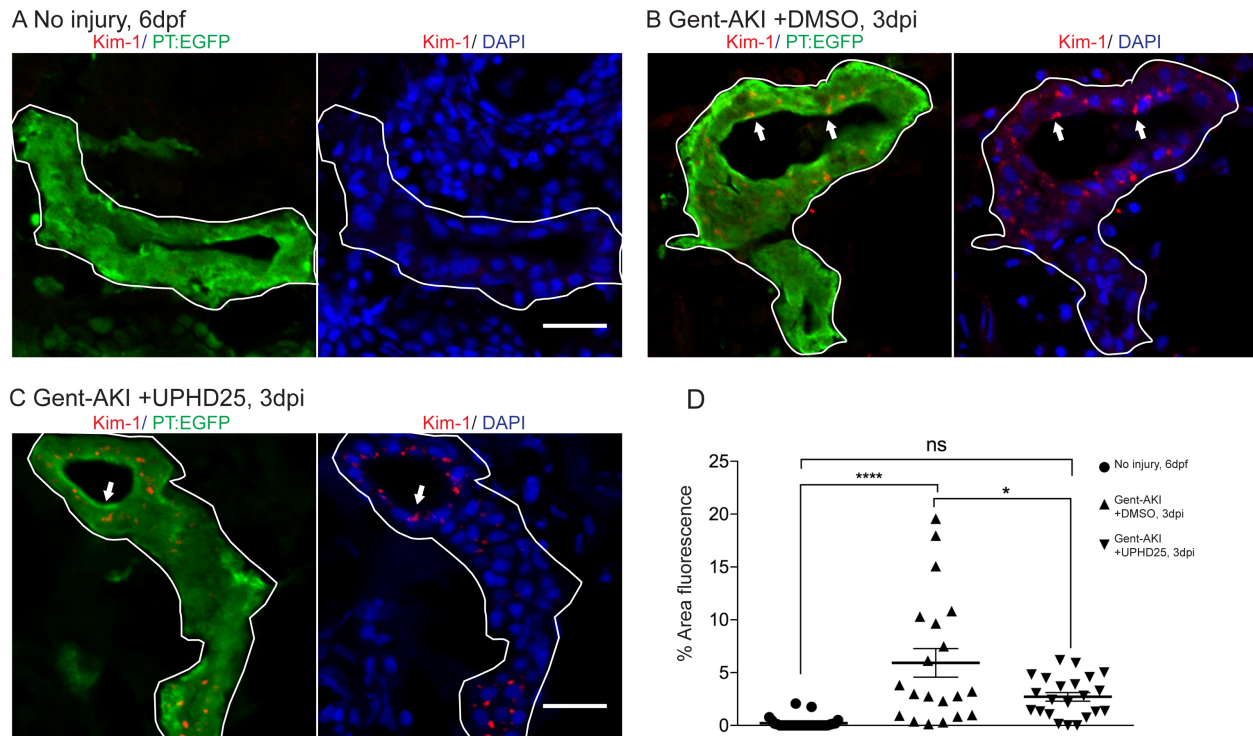 A No injury, 6dpf
Kim-1/ PT:EGFP
Kim-1/ DAPI
B Gent-AKI +DMSO, 3dpi
Kim-1/ PT:EGFP
Kim-1/ DAPI
C Gent-AKI +UPHD25, 3dpi
Kim-1/ PT:EGFP
Kim-1/ DAPI
D
% Area fluorescence
25
20
15
10
5
0
ns
****
*
No injury, 6dpf
Gent-AKI
+DMSO, 3dpi
Gent-AKI
+UPHD25, 3dpi